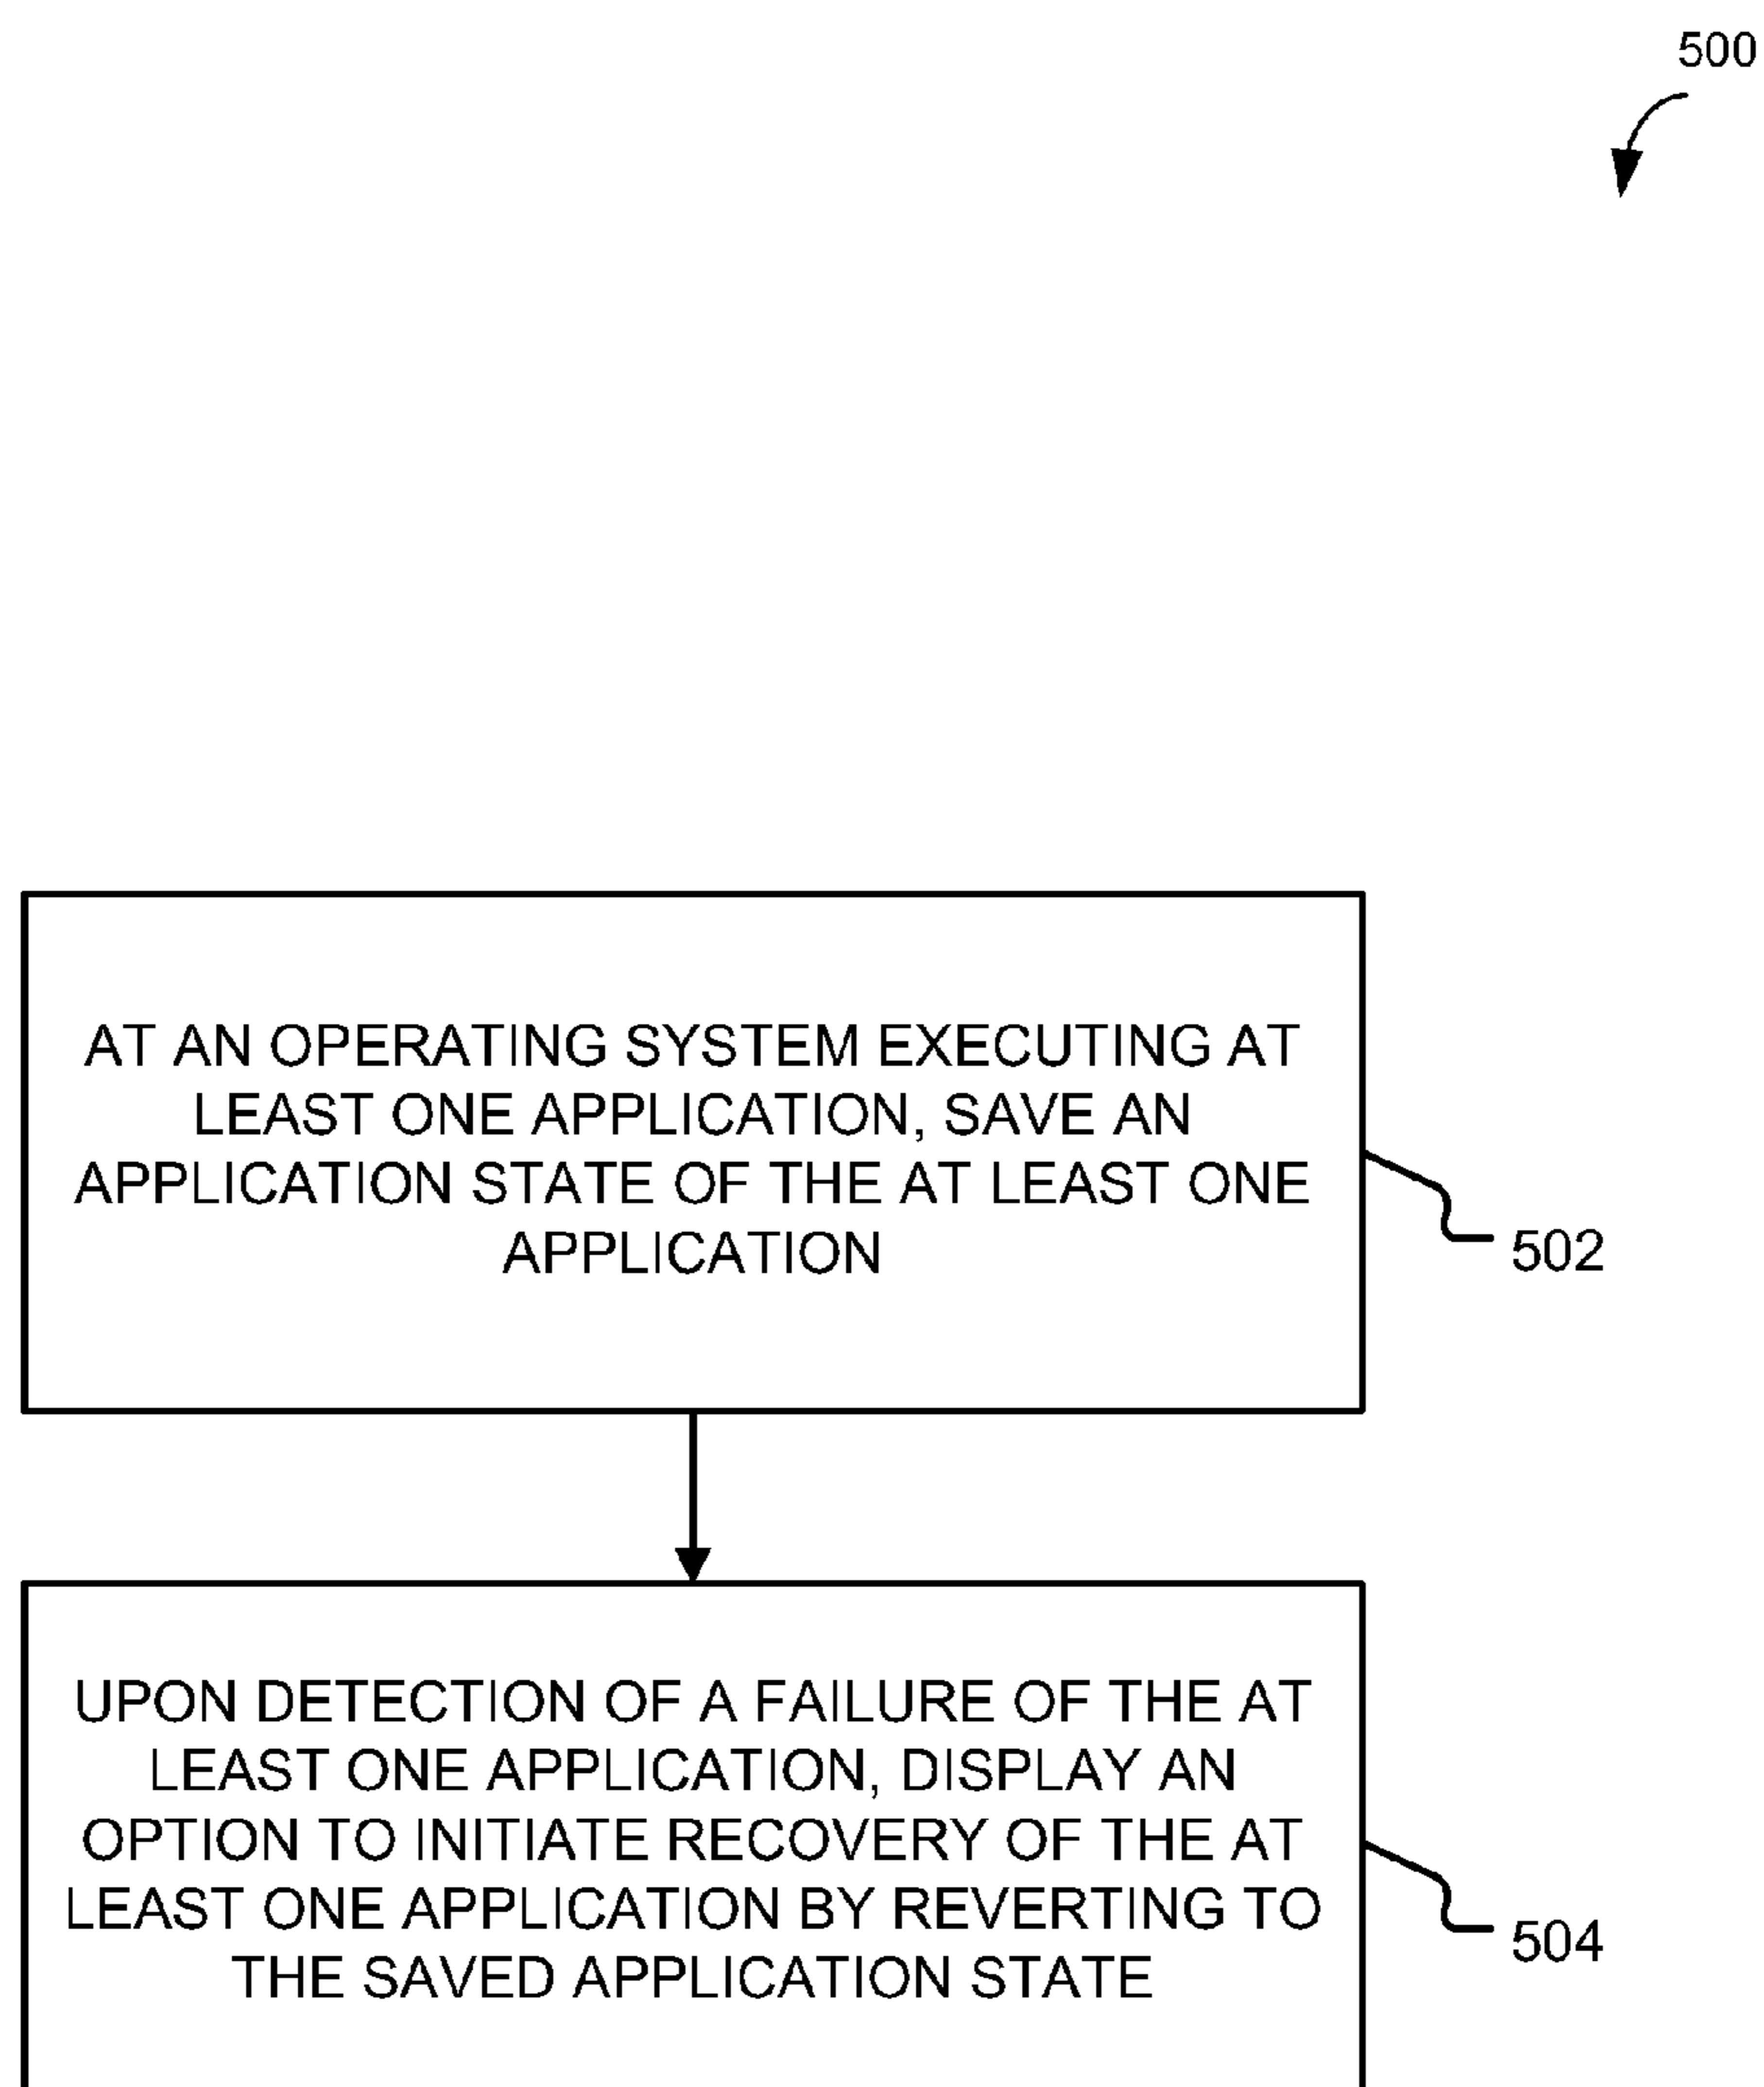 500
AT AN OPERATING SYSTEM EXECUTING AT
LEAST ONE APPLICATION, SAVE AN
APPLICATION STATE OF THE AT LEAST ONE
APPLICATION
502
UPON DETECTION OF A FAILURE OF THE AT
LEAST ONE APPLICATION, DISPLAY AN
OPTION TO INITIATE RECOVERY OF THE AT
LEAST ONE APPLICATION BY REVERTING TO
THE SAVED APPLICATION STATE
504